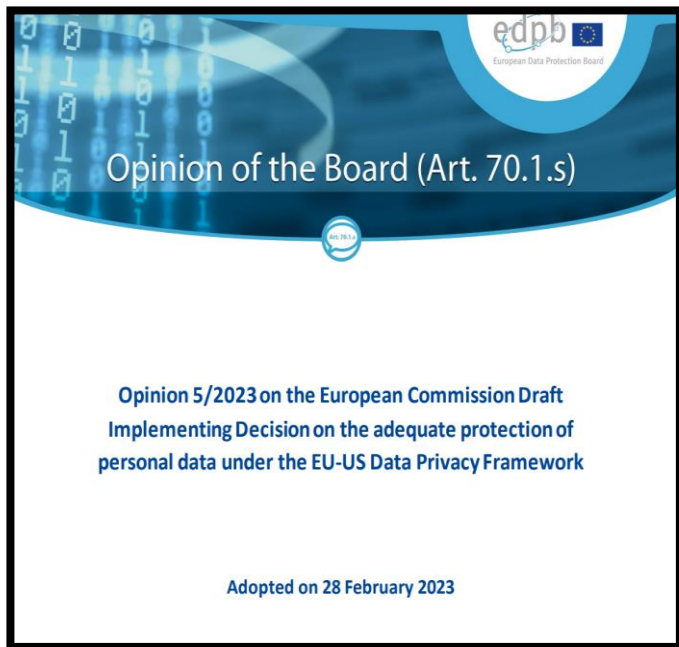 edpb
European Data Protection Board
Opinion of the Board (Art. 70.1.s)
Art. 70.1.s
Opinion 5/2023 on the European Commission Draft
Implementing Decision on the adequate protection of
personal data under the EU-US Data Privacy Framework
Adopted on 28 February 2023